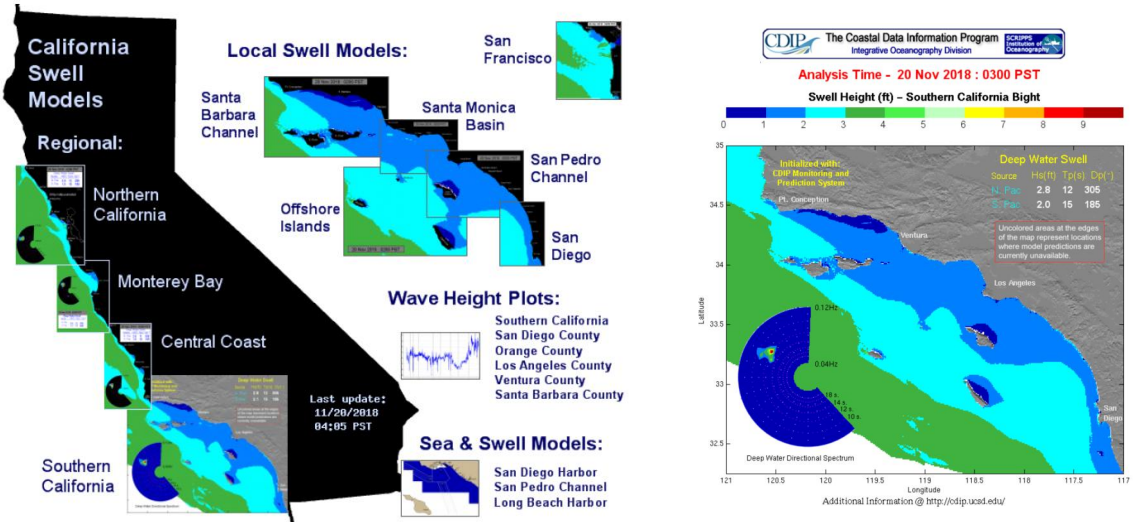 California
Swell
Models
Regional:
Northern
California
Monterey Bay
Central Coast
Southern
California
Last update:
11/20/2018
04:05 PST
Local Swell Models:
San
Francisco
Santa
Barbara
Channel
Santa Monica
Basin
San Pedro
Channel
Offshore
Islands
San
Diego
Wave Height Plots:
Southern California
San Diego County
Orange County
Los Angeles County
Ventura County
Santa Barbara County
Sea & Swell Models:
San Diego Harbor
San Pedro Channel
Long Beach Harbor
CDIP The Coastal Data Information Program
Integrative Oceanography Division
SCRIPPS
Institution of
Oceanography
Analysis Time - 20 Nov 2018 : 0300 PST
Swell Height (ft) – Southern California Bight
0 1 2 3 4 5 6 7 8 9
Initialized with:
CDIP Monitoring and
Prediction System
Pt. Conception
Deep Water Swell
Source Hs(ft) Tp(s) Dp(°)
N. Pac 2.8 12 305
S. Pac 2.0 15 185
Uncolored areas at the edges
of the map represent locations
where model predictions are
currently unavailable.
Ventura
Los Angeles
San
Diego
0.12Hz
0.04Hz
18 s.
14 s.
12 s.
10 s.
Deep Water Directional Spectrum
Latitude
35
34.5
34
33.5
33
32.5
121 120.5 120 119.5 119 118.5 118 117.5 117
Longitude
Additional Information @ http://cdip.ucsd.edu/